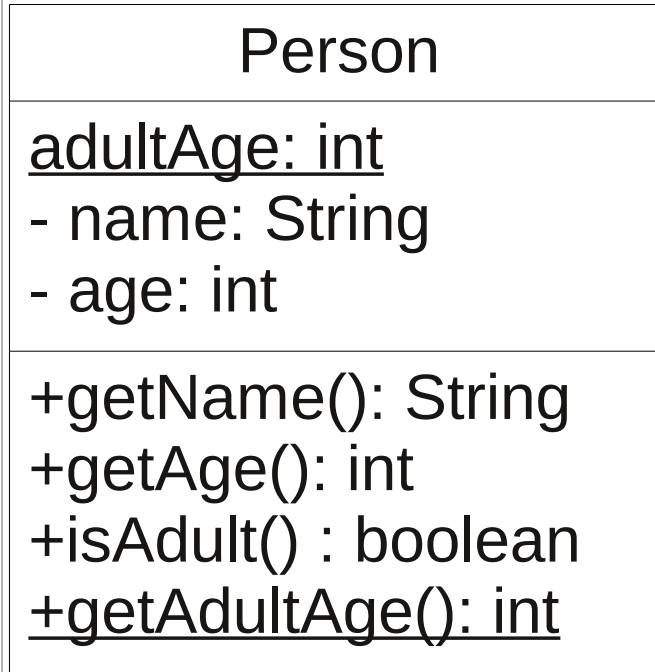 Person
adultAge: int
- name: String
- age: int
+getName(): String
+getAge(): int
+isAdult() : boolean
+getAdultAge(): int